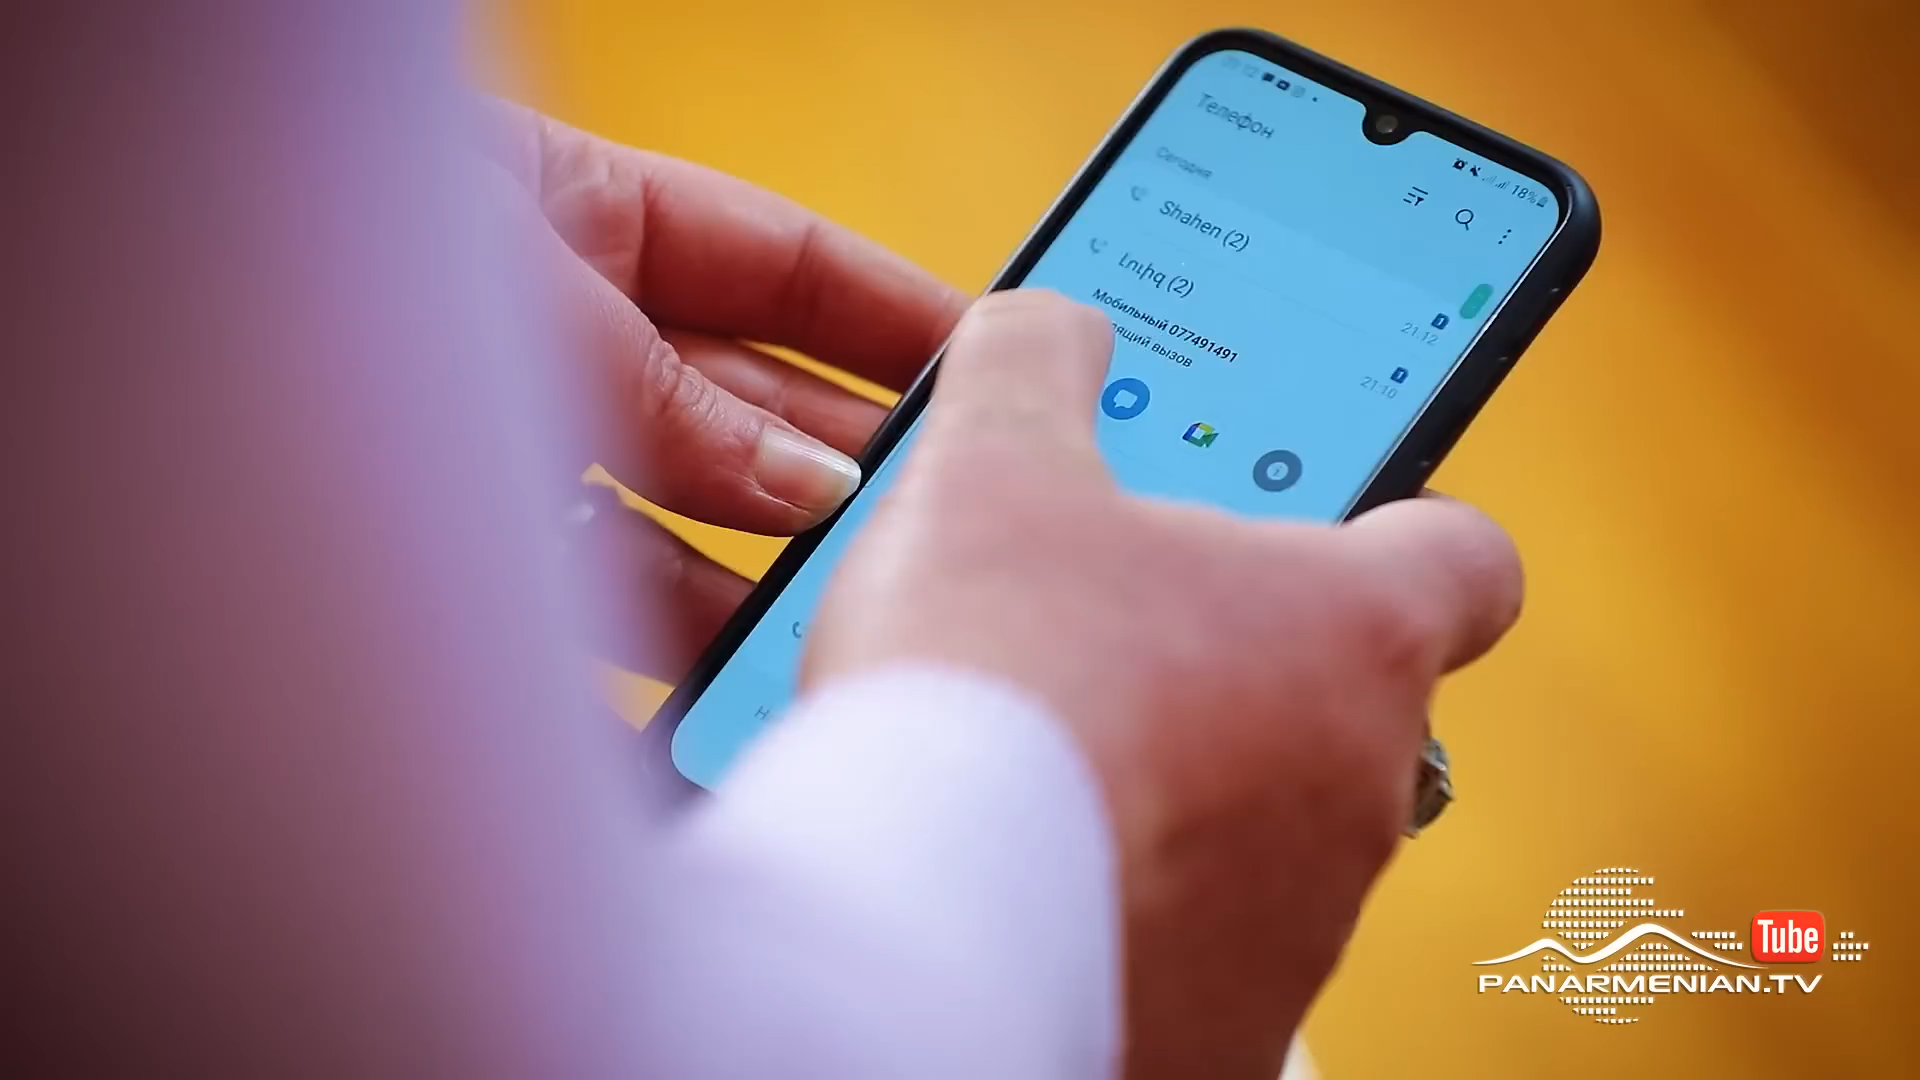 Телефон
18%
Сегодня
Shahen (2)
21:12
Լուիզ (2)
21:10
Мобильный 077491491
вызов
Tube
PANARMENIAN.TV